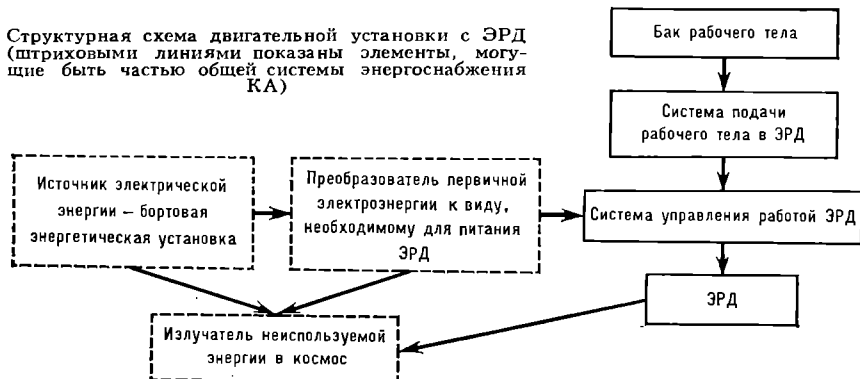 Структурная схема двигательной установки с ЭРД
(штриховыми линиями показаны элементы, могу-
щие быть частью общей системы энергоснабжения
КА)
Бак рабочего тела
Система подачи
рабочего тела в ЭРД
Источник электрической
энергии – бортовая
энергетическая установка
Преобразователь первичной
электроэнергии к виду,
необходимому для питания
ЭРД
Система управления работой ЭРД
ЭРД
Излучатель неиспользуемой
энергии в космос